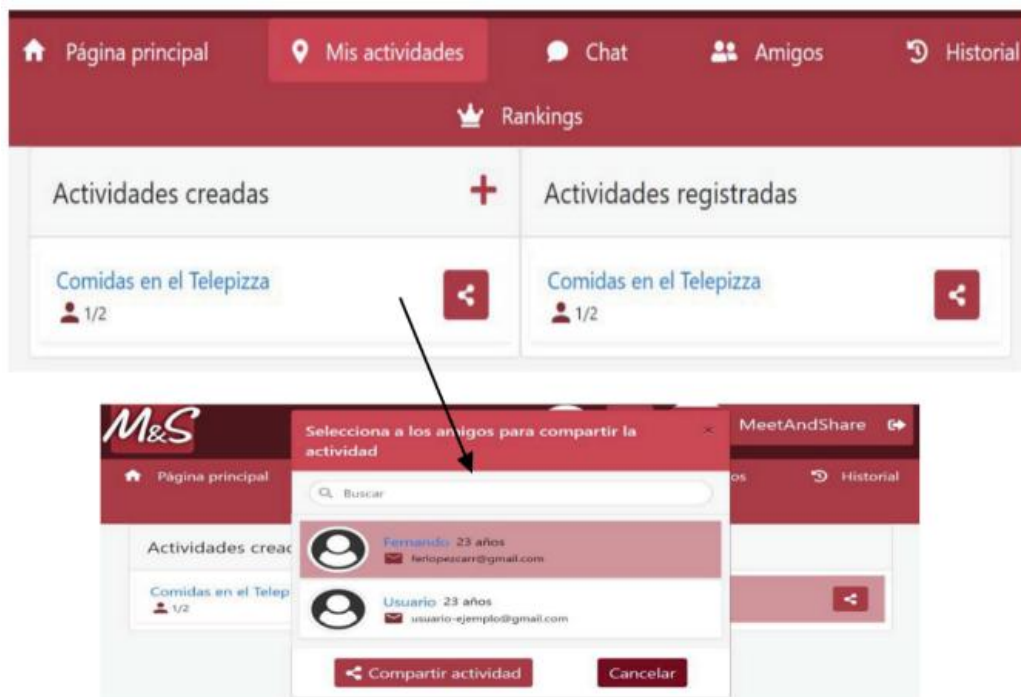 Página principal
Mis actividades
Chat
Amigos
Historial
Rankings
Actividades creadas
Actividades registradas
Comidas en el Telepizza
1/2
Comidas en el Telepizza
1/2
M&S
Selecciona a los amigos para compartir la
actividad
×
MeetAndShare
Página principal
os
Historial
Buscar
Actividades creac
Fernando 23 años
ferlopezcarr@gmail.com
Comidas en el Telep
1/2
Usuario 23 años
usuario-ejemplo@gmail.com
Compartir actividad
Cancelar